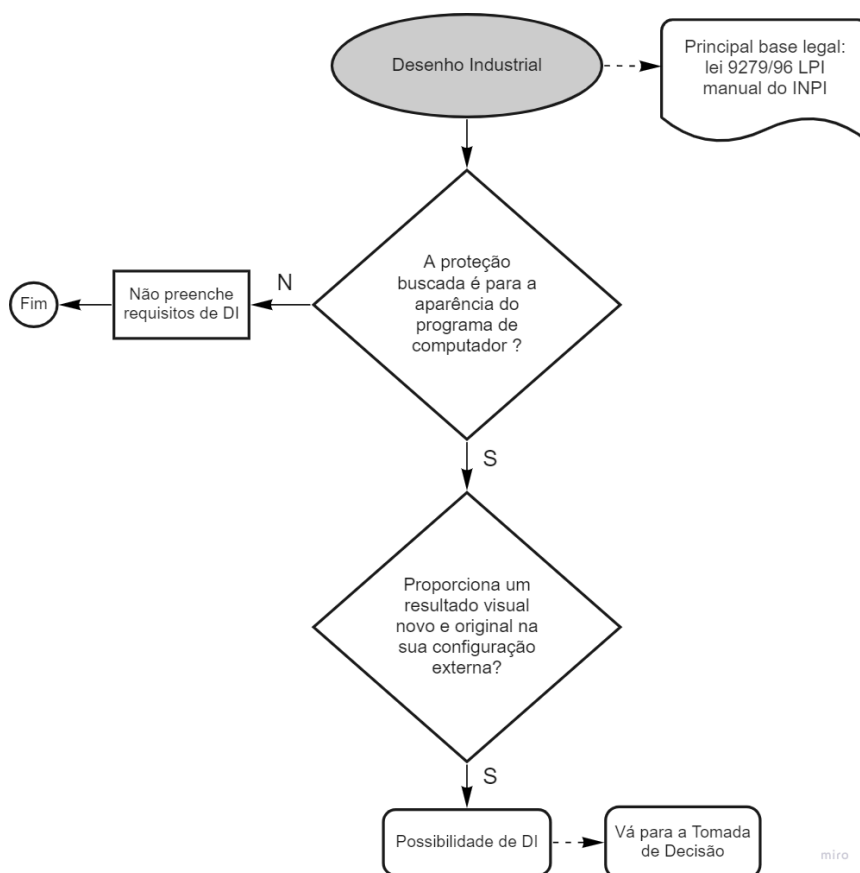 Desenho Industrial
Principal base legal:
lei 9279/96 LPI
manual do INPI
A proteção
buscada é para a
aparência do
programa de
computador ?
N
Não preenche
requisitos de DI
Fim
S
Proporciona um
resultado visual
novo e original na
sua configuração
externa?
S
Possibilidade de DI
Vá para a Tomada
de Decisão
miro